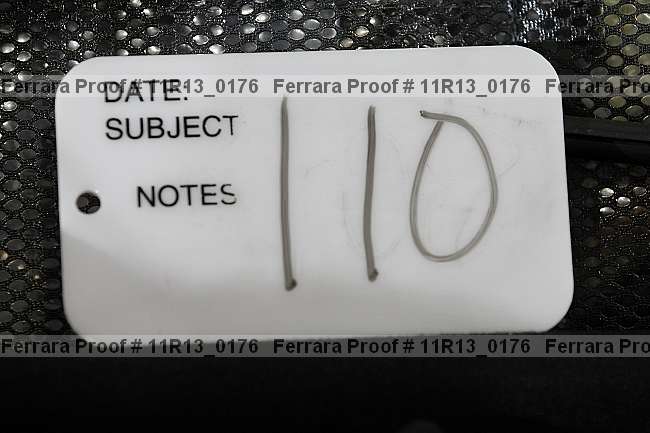 Ferrara Proof # 11R13_0176 Ferrara Proof # 11R13_0176 Ferrara Pro
DATE:
SUBJECT
110
NOTES
Ferrara Proof # 11R13_0176 Ferrara Proof # 11R13_0176 Ferrara Pro